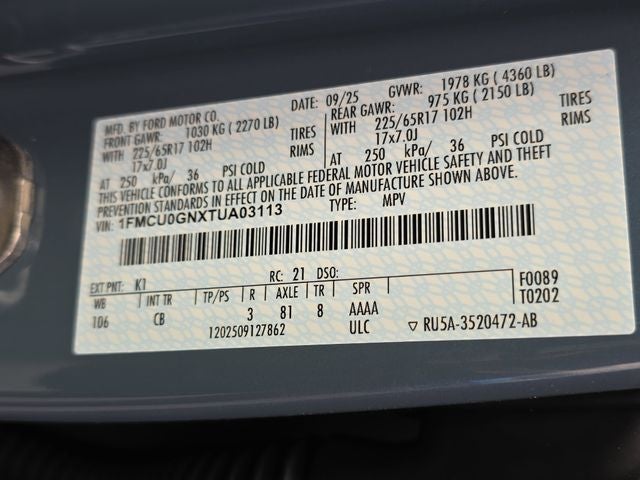 MFD. BY FORD MOTOR CO.
DATE: 09/25
GVWR: 1978 KG ( 4360 LB)
FRONT GAWR: 1030 KG ( 2270 LB)
REAR GAWR: 975 KG ( 2150 LB)
WITH 225/65R17 102H TIRES
WITH 225/65R17 102H TIRES
17x7.0J RIMS
17x7.0J RIMS
AT 250 kPa/ 36 PSI COLD
AT 250 kPa/ 36 PSI COLD
THIS VEHICLE CONFORMS TO ALL APPLICABLE FEDERAL MOTOR VEHICLE SAFETY AND THEFT
PREVENTION STANDARDS IN EFFECT ON THE DATE OF MANUFACTURE SHOWN ABOVE.
VIN: 1FMCU0GNXTUA03113
TYPE: MPV
EXT PNT: K1 RC: 21 DSO:
F0089
T0202
WB INT TR TP/PS R AXLE TR SPR
106 CB 3 81 8 AAAA
1202509127862 ULC
▽ RU5A-3520472-AB